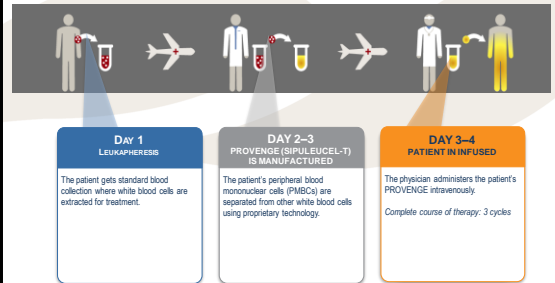 DAY 1
LEUKAPHERESIS
The patient gets standard blood
collection where white blood cells are
extracted for treatment.
DAY 2–3
PROVENGE (SIPULEUCEL-T)
IS MANUFACTURED
The patient's peripheral blood
mononuclear cells (PMBCs) are
separated from other white blood cells
using proprietary technology.
DAY 3–4
PATIENT IN INFUSED
The physician administers the patient's
PROVENGE intravenously.
Complete course of therapy: 3 cycles